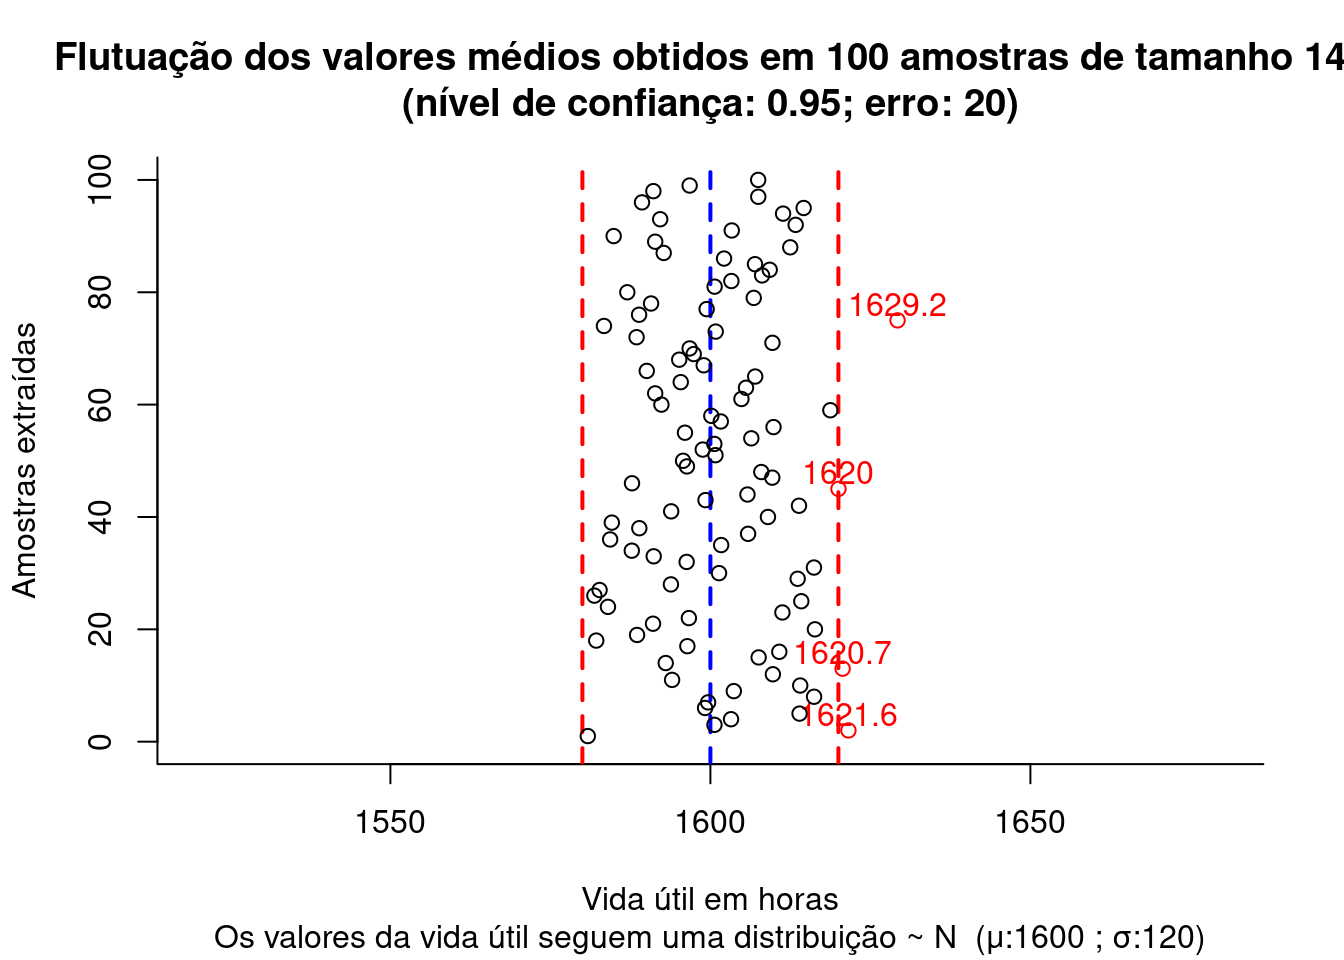 Flutuação dos valores médios obtidos em 100 amostras de tamanho 14
(nível de confiança: 0.95; erro: 20)
Amostras extraídas
100
80
60
40
20
0
1629.2
1620
1620.7
1621.6
1550
1600
1650
Vida útil em horas
Os valores da vida útil seguem uma distribuição ~ N (μ:1600 ; σ:120)